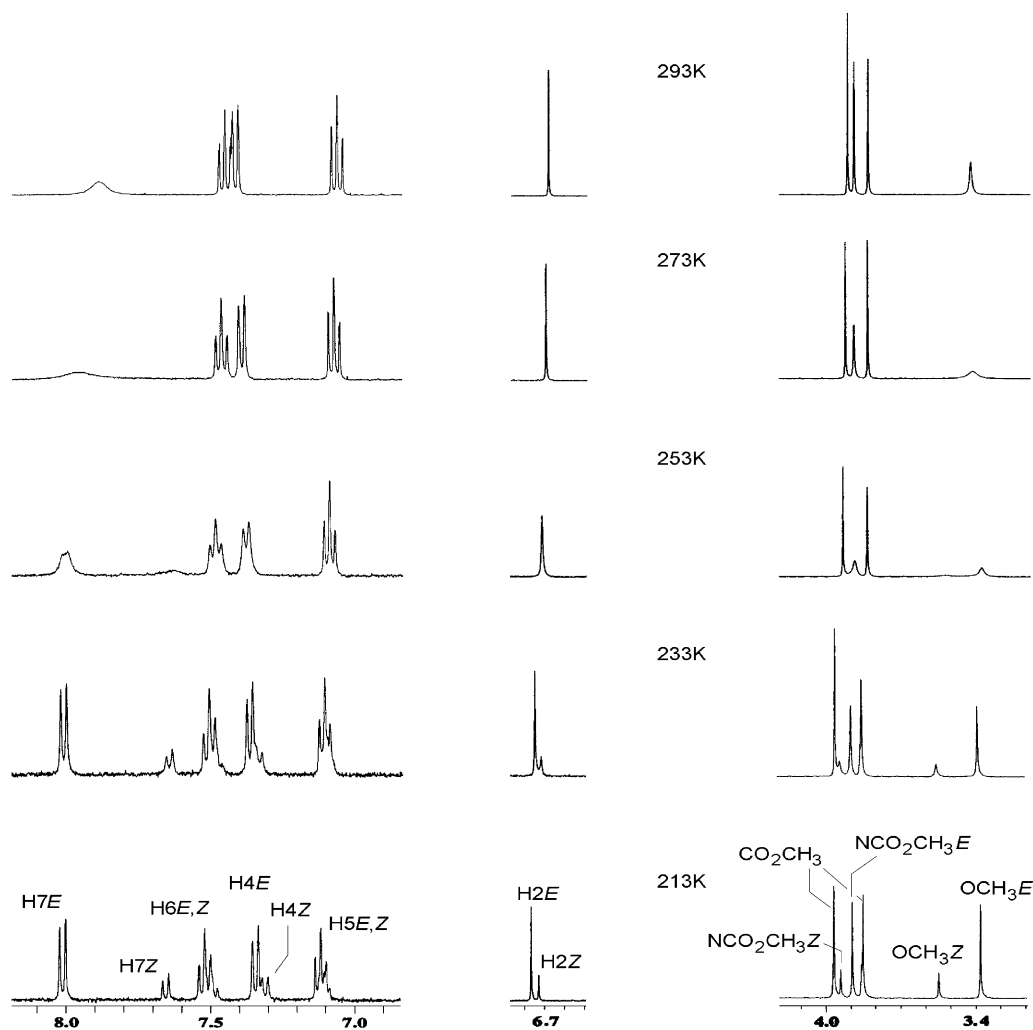 293K
273K
253K
233K
213K
NCO₂CH₃E
CO₂CH₃
OCH₃E
H4E
H2E
H7E
H6E,Z
H4Z
H5E,Z
NCO₂CH₃Z
OCH₃Z
H7Z
H2Z
8.0 7.5 7.0 6.7 4.0 3.4